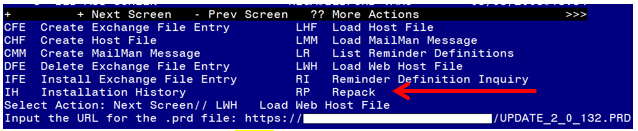 + + Next Screen - Prev Screen ?? More Actions >>>
CFE Create Exchange File Entry LHF Load Host File
CHF Create Host File LMM Load MailMan Message
CMM Create MailMan Message LR List Reminder Definitions
DFE Delete Exchange File Entry LWH Load Web Host File
IFE Install Exchange File Entry RI Reminder Definition Inquiry
IH Installation History RP Repack
Select Action: Next Screen// LWH Load Web Host File
Input the URL for the .prd file: https:// /UPDATE_2_0_132.PRD